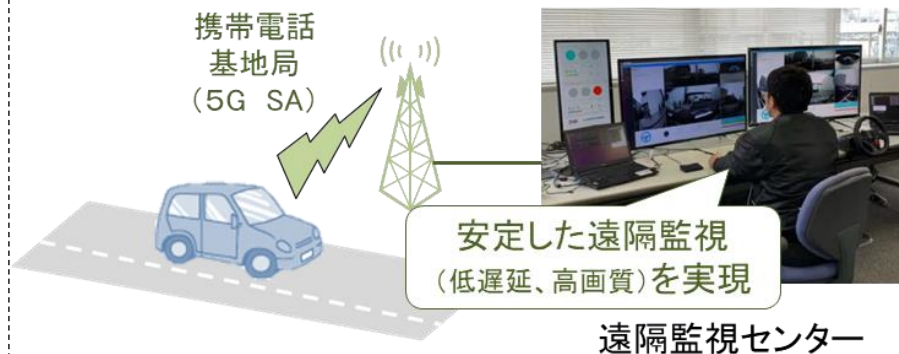 携帯電話
基地局
（5G SA）
安定した遠隔監視
（低遅延、高画質）を実現
遠隔監視センター